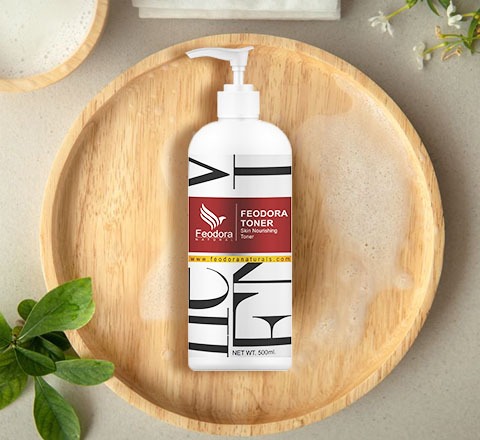 FEODORA
TONER
Skin Nourishing
Toner
Feodora
NATURALS
www.feodoranaturals.com
NET WT. 500ml.